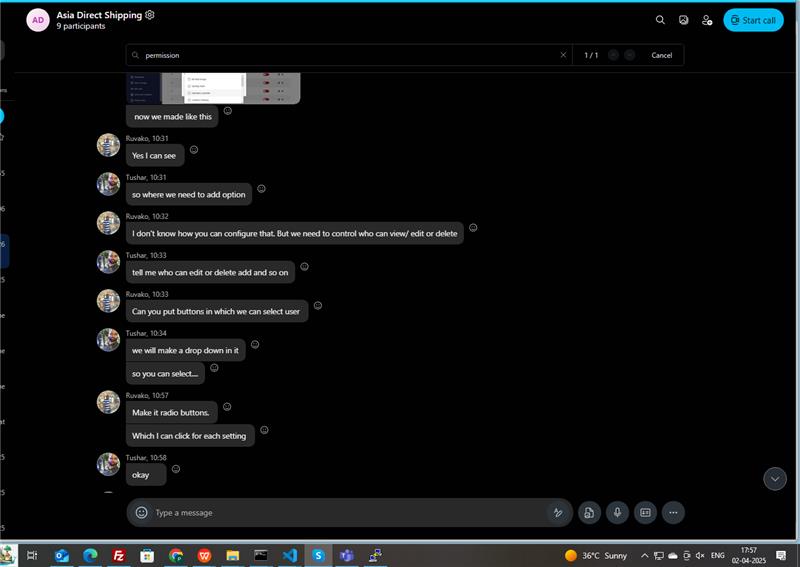 AD
Asia Direct Shipping
9 participants
Start call
permission
1 / 1
Cancel
now we made like this
Ruvako, 10:31
Yes I can see
Tushar, 10:31
so where we need to add option
Ruvako, 10:32
I don't know how you can configure that. But we need to control who can view/ edit or delete
Tushar, 10:33
tell me who can edit or delete add and so on
Ruvako, 10:33
Can you put buttons in which we can select user
Tushar, 10:34
we will make a drop down in it
so you can select....
Ruvako, 10:57
Make it radio buttons.
Which I can click for each setting
Tushar, 10:58
okay
Type a message
36°C Sunny
ENG
17:57
02-04-2025